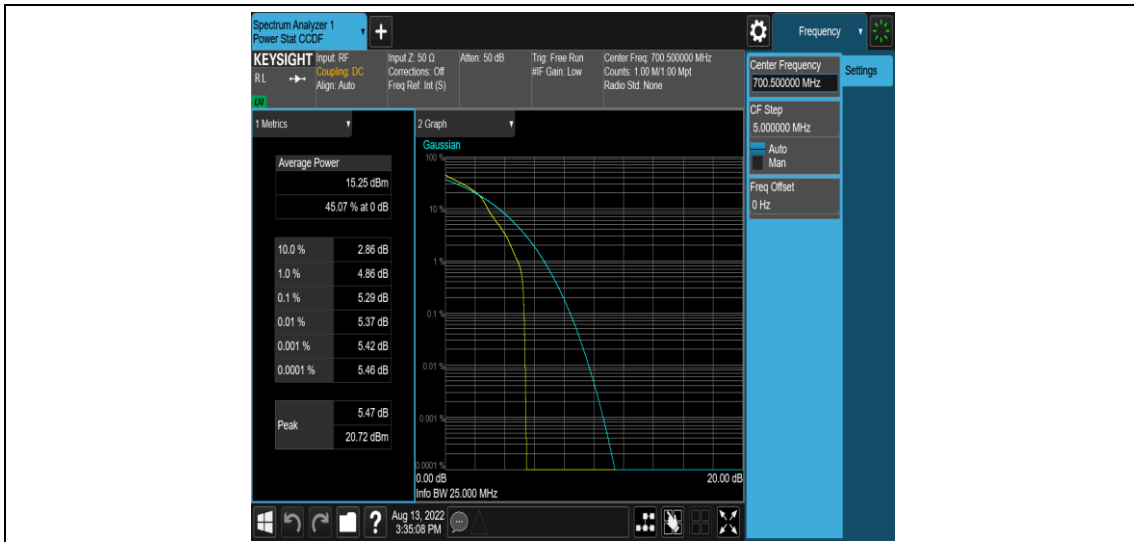 Spectrum Analyzer 1
Power Stat CCDF
+
Frequency
KEYSIGHT
RL
LM
Input: RF
Coupling: DC
Align: Auto
Input Z: 50 Ω
Corrections: Off
Freq Ref: Int (S)
Atten: 50 dB
Trig: Free Run
#IF Gain: Low
Center Freq: 700.500000 MHz
Counts: 1.00 M/1.00 Mpt
Radio Std: None
Center Frequency
700.500000 MHz
Settings
CF Step
5.000000 MHz
Auto
Man
Freq Offset
0 Hz
1 Metrics
Average Power
15.25 dBm
45.07 % at 0 dB
10.0 % 2.86 dB
1.0 % 4.86 dB
0.1 % 5.29 dB
0.01 % 5.37 dB
0.001 % 5.42 dB
0.0001 % 5.46 dB
Peak
5.47 dB
20.72 dBm
2 Graph
Gaussian
100 %
10 %
1 %
0.1 %
0.01 %
0.001 %
0.0001 %
0.00 dB 20.00 dB
Info BW 25.000 MHz
?
Aug 13, 2022
3:35:08 PM